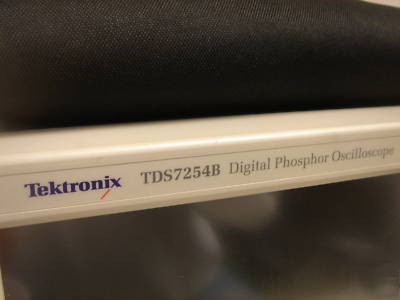 Tektronix TDS7254B Digital Phosphor Oscilloscope